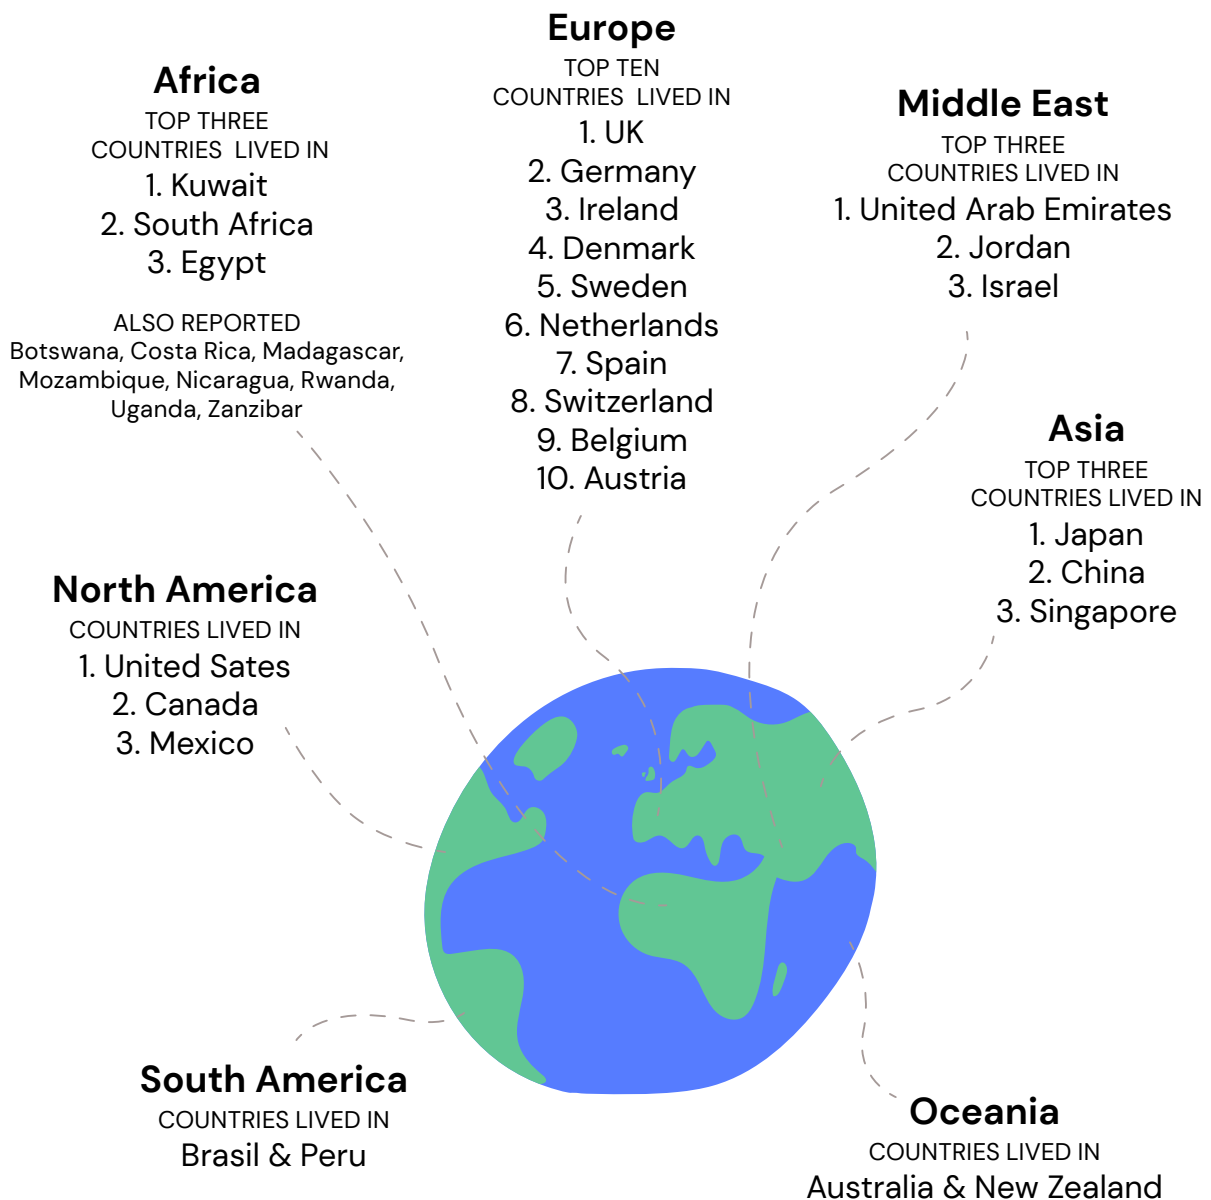 Europe
TOP TEN
COUNTRIES LIVED IN
1. UK
2. Germany
3. Ireland
4. Denmark
5. Sweden
6. Netherlands
7. Spain
8. Switzerland
9. Belgium
10. Austria
Africa
TOP THREE
COUNTRIES LIVED IN
1. Kuwait
2. South Africa
3. Egypt
ALSO REPORTED
Botswana, Costa Rica, Madagascar,
Mozambique, Nicaragua, Rwanda,
Uganda, Zanzibar
Middle East
TOP THREE
COUNTRIES LIVED IN
1. United Arab Emirates
2. Jordan
3. Israel
Asia
TOP THREE
COUNTRIES LIVED IN
1. Japan
2. China
3. Singapore
North America
COUNTRIES LIVED IN
1. United Sates
2. Canada
3. Mexico
South America
COUNTRIES LIVED IN
Brasil & Peru
Oceania
COUNTRIES LIVED IN
Australia & New Zealand